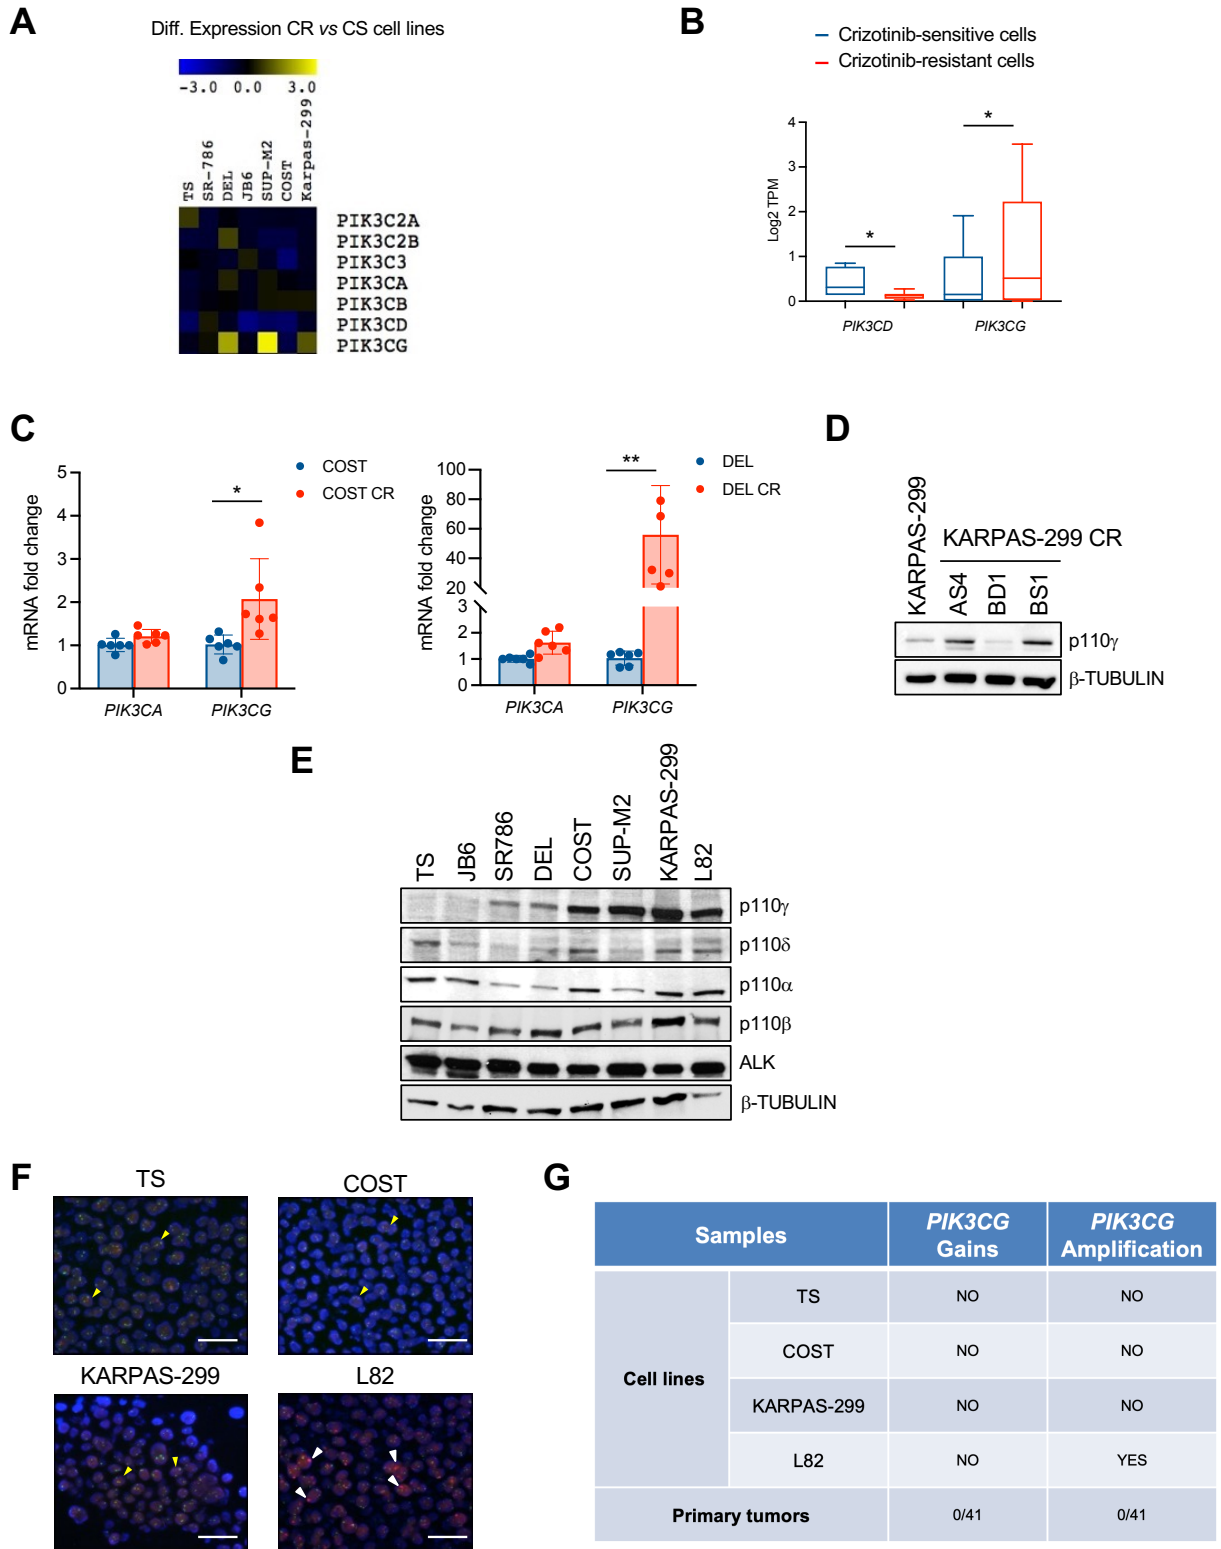 A
Diff. Expression CR vs CS cell lines
-3.0 0.0 3.0
TS
SR-786
DEL
JB6
SUP-M2
COST
Karpas-299
PIK3C2A
PIK3C2B
PIK3C3
PIK3CA
PIK3CB
PIK3CD
PIK3CG
B
Crizotinib-sensitive cells
Crizotinib-resistant cells
Log2 TPM
4
3
2
1
0
*
*
PIK3CD
PIK3CG
C
mRNA fold change
5
4
3
2
1
0
*
COST
COST CR
PIK3CA
PIK3CG
mRNA fold change
100
80
60
40
20
3
2
1
0
**
DEL
DEL CR
PIK3CA
PIK3CG
D
KARPAS-299
KARPAS-299 CR
AS4
BD1
BS1
p110γ
β-TUBULIN
E
TS
JB6
SR786
DEL
COST
SUP-M2
KARPAS-299
L82
p110γ
p110δ
p110α
p110β
ALK
β-TUBULIN
F
TS
COST
KARPAS-299
L82
G
Samples
PIK3CG Gains
PIK3CG Amplification
Cell lines
TS NO NO
COST NO NO
KARPAS-299 NO NO
L82 NO YES
Primary tumors 0/41 0/41